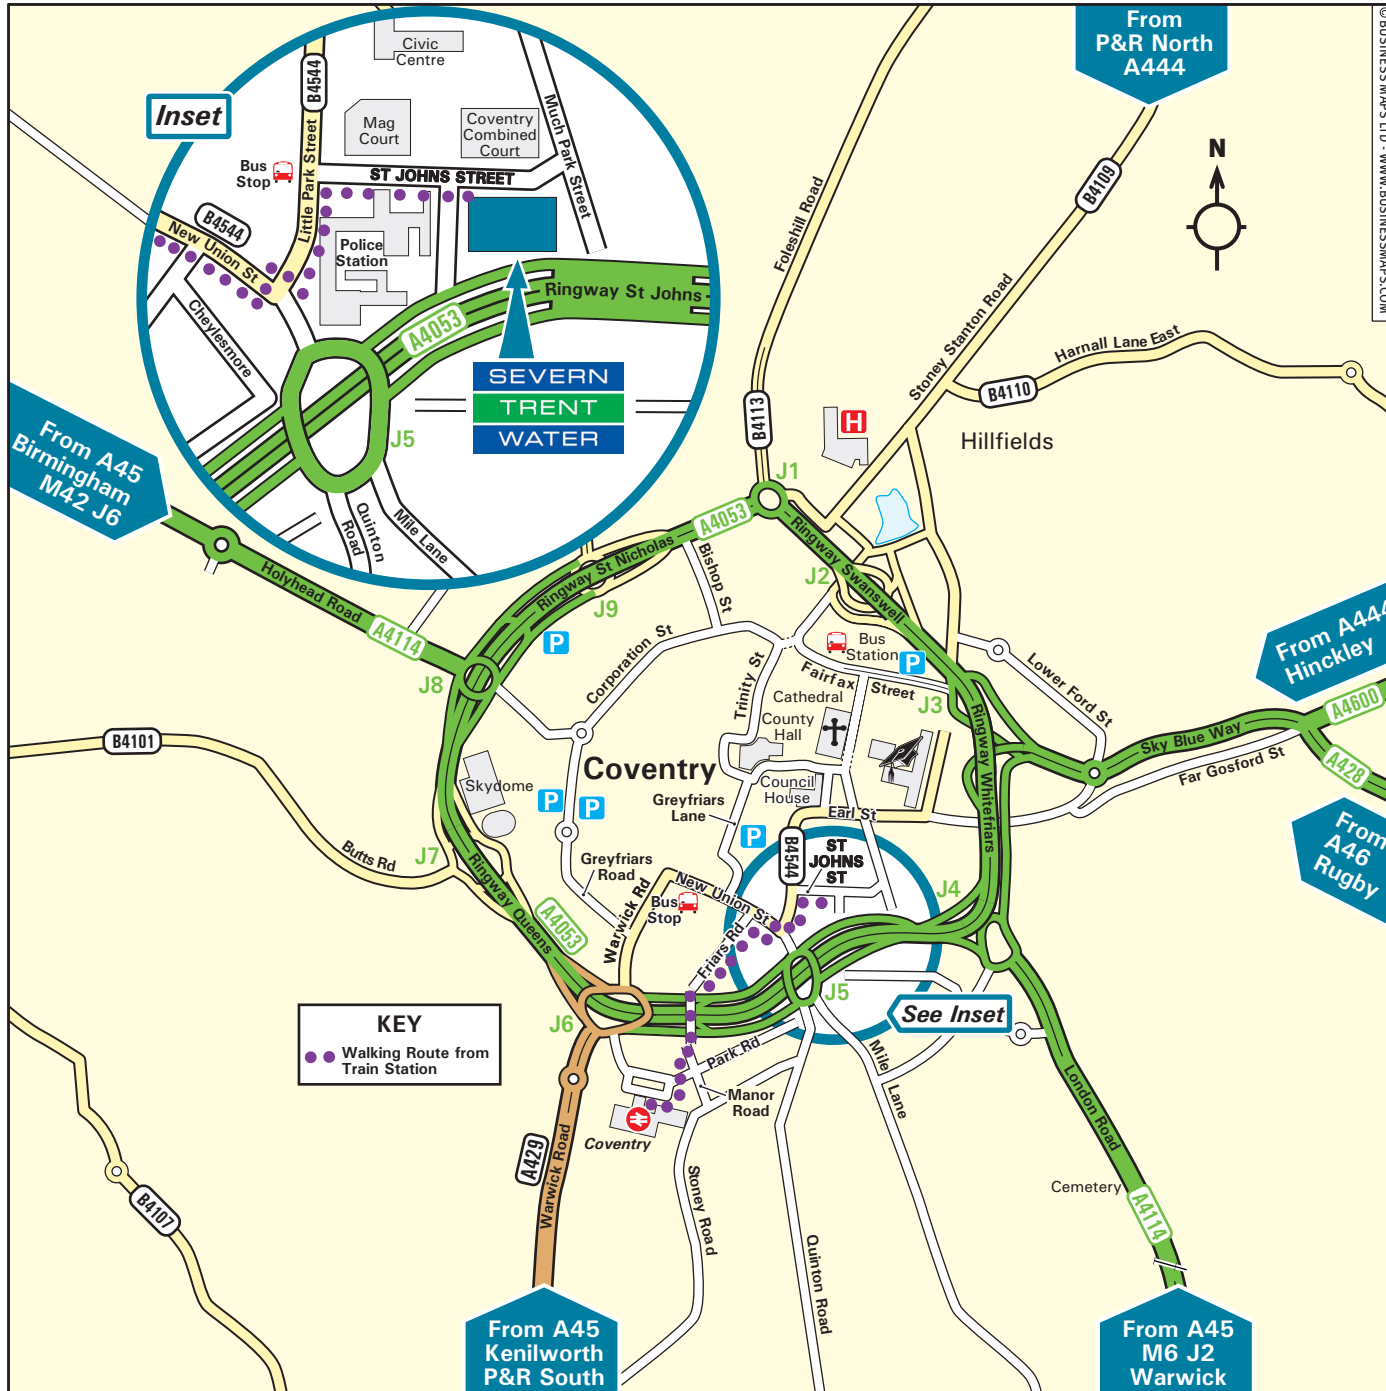 From
P&R North
A444
© BUSINESS MAPS LTD - WWW.BUSINESSMAPS.COM
Civic
Centre
B4544
Inset
Mag
Court
Coventry
Combined
Court
Much Park Street
Bus
Stop
Little Park Street
ST JOHNS STREET
B4544
New Union St
Police
Station
Cheylesmore
A4053
Ringway St Johns
SEVERN
TRENT
WATER
J5
Quinton
Road
Mile Lane
N
B4109
Foleshill Road
Stoney Stanton Road
Harnall Lane East
B4110
B4113
H
Hillfields
From A45
Birmingham
M42 J6
J1
A4053
Ringway St Nicholas
Ringway Swanswell
Bishop St
J2
Holyhead Road
A4114
J9
P
J8
Corporation St
Trinity St
Bus
Station
P
Fairfax
Street
J3
Lower Ford St
From A444
Hinckley
A4600
Cathedral
County
Hall
Ringway Whitefriars
Sky Blue Way
Far Gosford St
A428
B4101
Skydome
Coventry
Council
House
P
P
Greyfriars
Lane
P
Earl St
From
A46
Rugby
Butts Rd
J7
Ringway Queens
Greyfriars
Road
B4544
ST
JOHNS
ST
J4
New Union St
Bus
Stop
Warwick Rd
A4053
Friars Rd
J5
See Inset
KEY
Walking Route from
Train Station
J6
Park Rd
Mile
Lane
Manor
Road
London Road
Coventry
A429
Warwick Road
Stoney Road
Cemetery
A4114
B4107
Quinton Road
From A45
Kenilworth
P&R South
From A45
M6 J2
Warwick